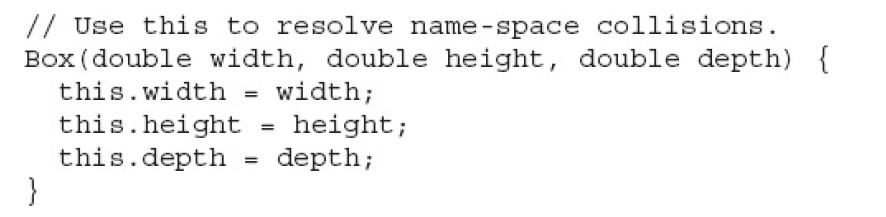 // Use this to resolve name-space collisions.
Box(double width, double height, double depth) {
  this.width = width;
  this.height = height;
  this.depth = depth;
}